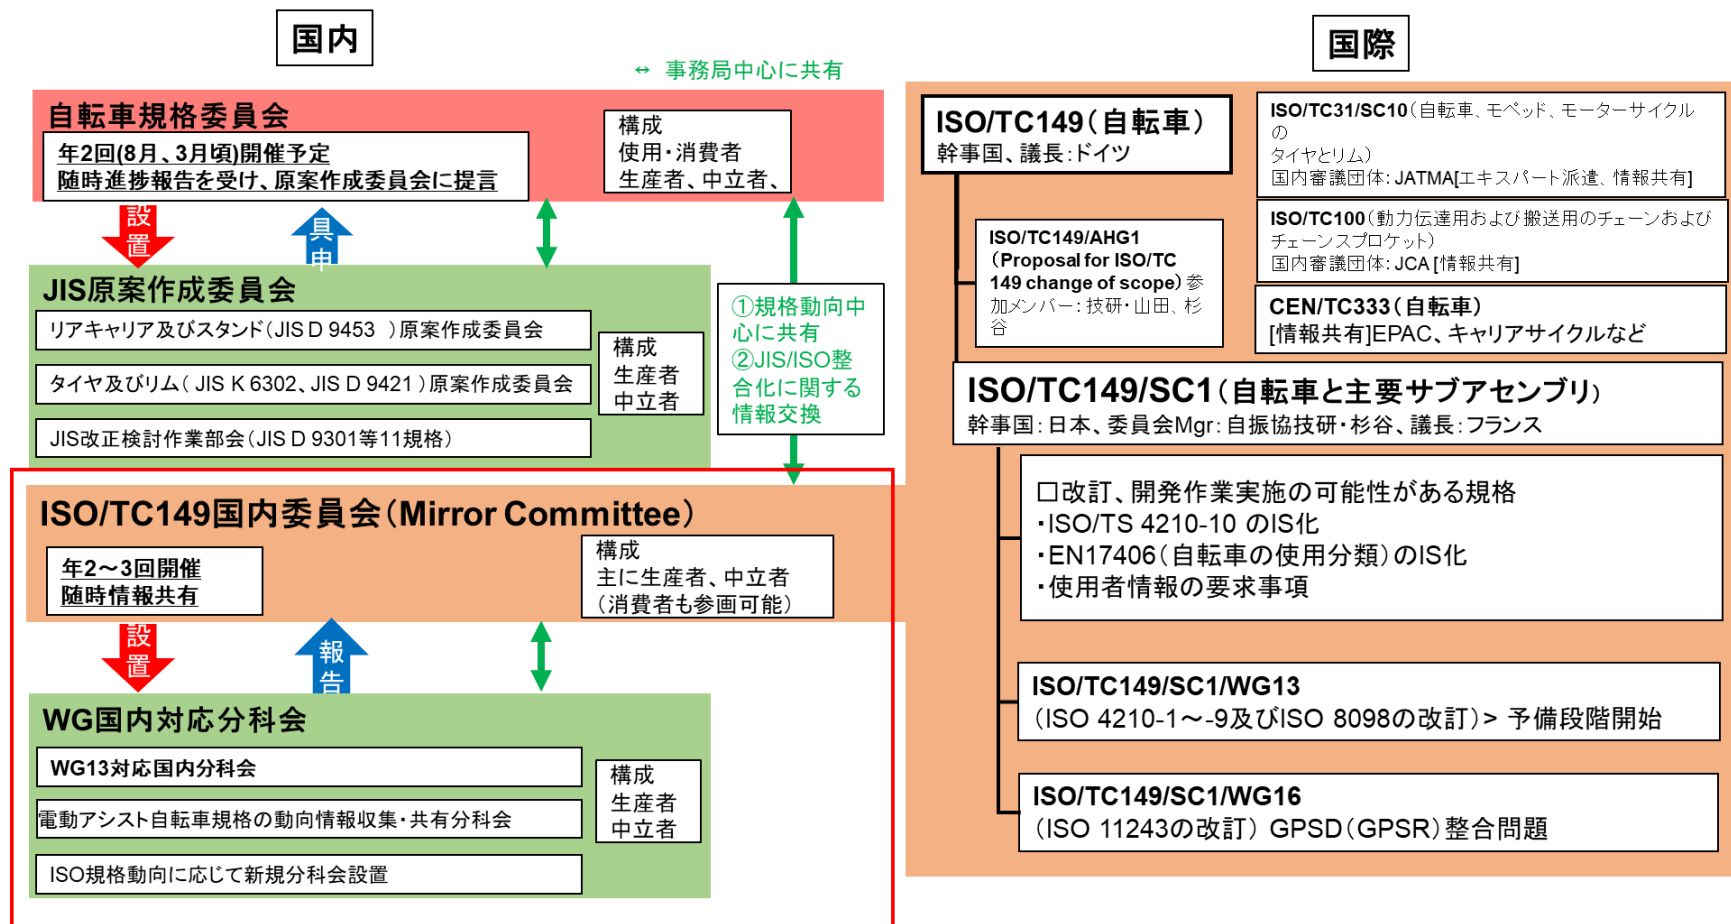 国内
↔ 事務局中心に共有
自転車規格委員会
年2回(8月、3月頃)開催予定
随時進捗報告を受け、原案作成委員会に提言
構成
使用・消費者
生産者、中立者、
設置
具申
JIS原案作成委員会
リアキャリア及びスタンド(JIS D 9453 )原案作成委員会
タイヤ及びリム( JIS K 6302、JIS D 9421 )原案作成委員会
JIS改正検討作業部会(JIS D 9301等11規格)
構成
生産者
中立者
①規格動向中
心に共有
②JIS/ISO整
合化に関する
情報交換
ISO/TC149国内委員会(Mirror Committee)
年2~3回開催
随時情報共有
構成
主に生産者、中立者
(消費者も参画可能)
設置
報告
WG国内対応分科会
WG13対応国内分科会
電動アシスト自転車規格の動向情報収集・共有分科会
ISO規格動向に応じて新規分科会設置
構成
生産者
中立者
国際
ISO/TC149(自転車)
幹事国、議長:ドイツ
ISO/TC31/SC10(自転車、モペッド、モーターサイクル
の
タイヤとリム)
国内審議団体: JATMA[エキスパート派遣、情報共有]
ISO/TC100(動力伝達用および搬送用のチェーンおよび
チェーンスプロケット)
国内審議団体: JCA [情報共有]
ISO/TC149/AHG1
(Proposal for ISO/TC
149 change of scope)参
加メンバー: 技研・山田、杉
谷
CEN/TC333(自転車)
[情報共有]EPAC、キャリアサイクルなど
ISO/TC149/SC1(自転車と主要サブアセンブリ)
幹事国: 日本、委員会Mgr: 自振協技研・杉谷、議長: フランス
□改訂、開発作業実施の可能性がある規格
・ISO/TS 4210-10 のIS化
・EN17406(自転車の使用分類)のIS化
・使用者情報の要求事項
ISO/TC149/SC1/WG13
(ISO 4210-1~-9及びISO 8098の改訂)> 予備段階開始
ISO/TC149/SC1/WG16
(ISO 11243の改訂) GPSD(GPSR)整合問題